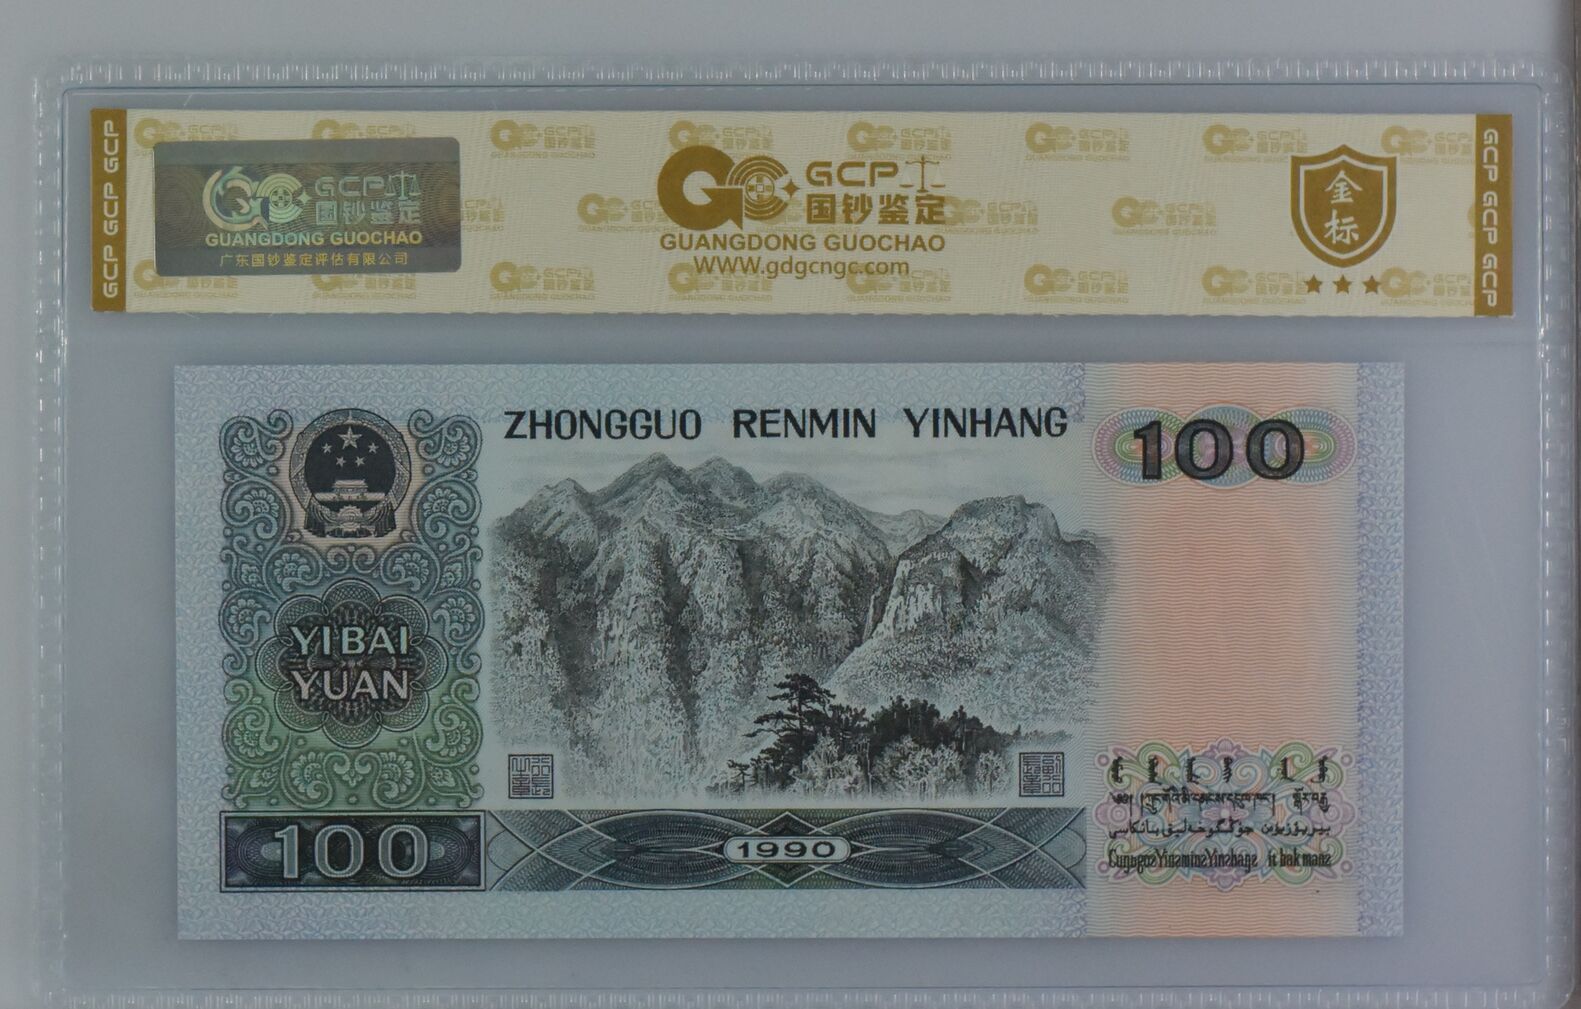 GCP GCP GCP
GCP
国钞鉴定
GUANGDONG GUOCHAO
广东国钞鉴定评估有限公司
GCP
国钞鉴定
GUANGDONG GUOCHAO
WWW.gdgcngc.com
金
标
GCP GCP GCP
ZHONGGUO RENMIN YINHANG
100
YI BAI
YUAN
100
1990